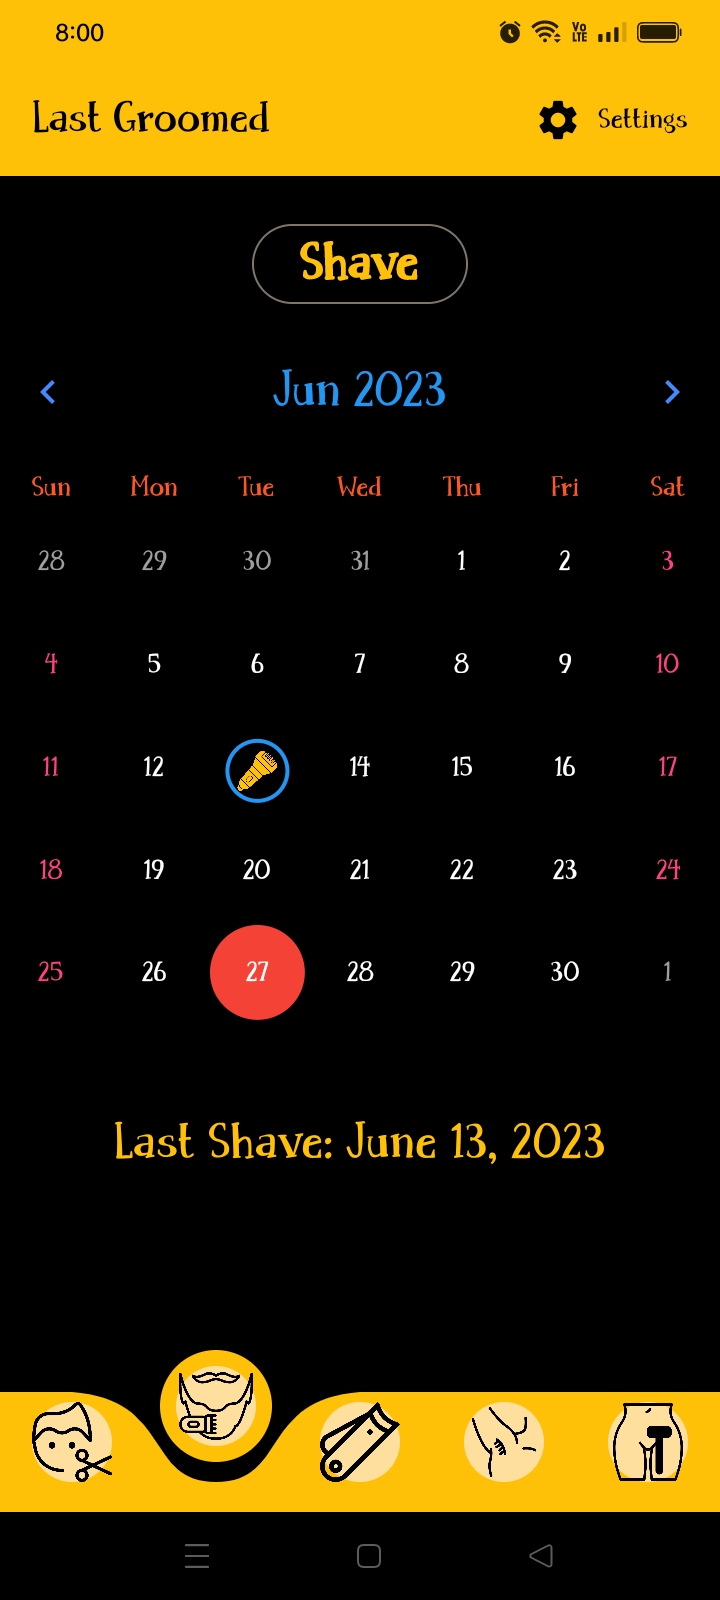 8:00 Vo LTE
Last Groomed Settings
Shave
Jun 2023
Sun Mon Tue Wed Thu Fri Sat
28 29 30 31 1 2 3
4 5 6 7 8 9 10
11 12 14 15 16 17
18 19 20 21 22 23 24
25 26 27 28 29 30 1
Last Shave: June 13, 2023